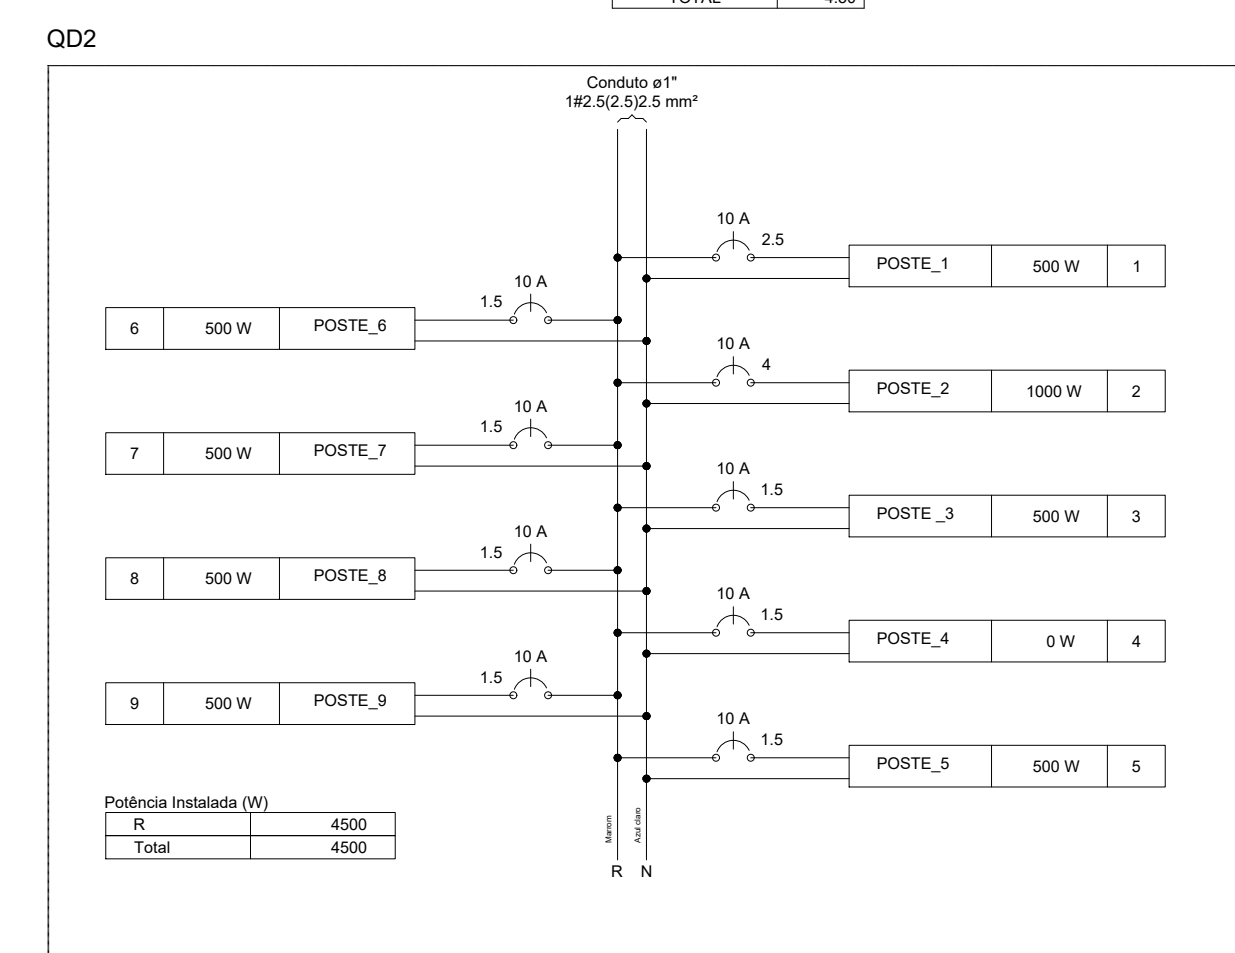 TOTAL 4.50
QD2
Conduto ø1"
1#2.5(2.5)2.5 mm²
10 A
2.5
POSTE_1 500 W 1
10 A
1.5
6 500 W POSTE_6
10 A
4
POSTE_2 1000 W 2
10 A
1.5
7 500 W POSTE_7
10 A
1.5
POSTE _3 500 W 3
10 A
1.5
8 500 W POSTE_8
10 A
1.5
POSTE_4 0 W 4
10 A
1.5
9 500 W POSTE_9
10 A
1.5
POSTE_5 500 W 5
Potência Instalada (W)
R 4500
Total 4500
Marrom
Azul claro
R N